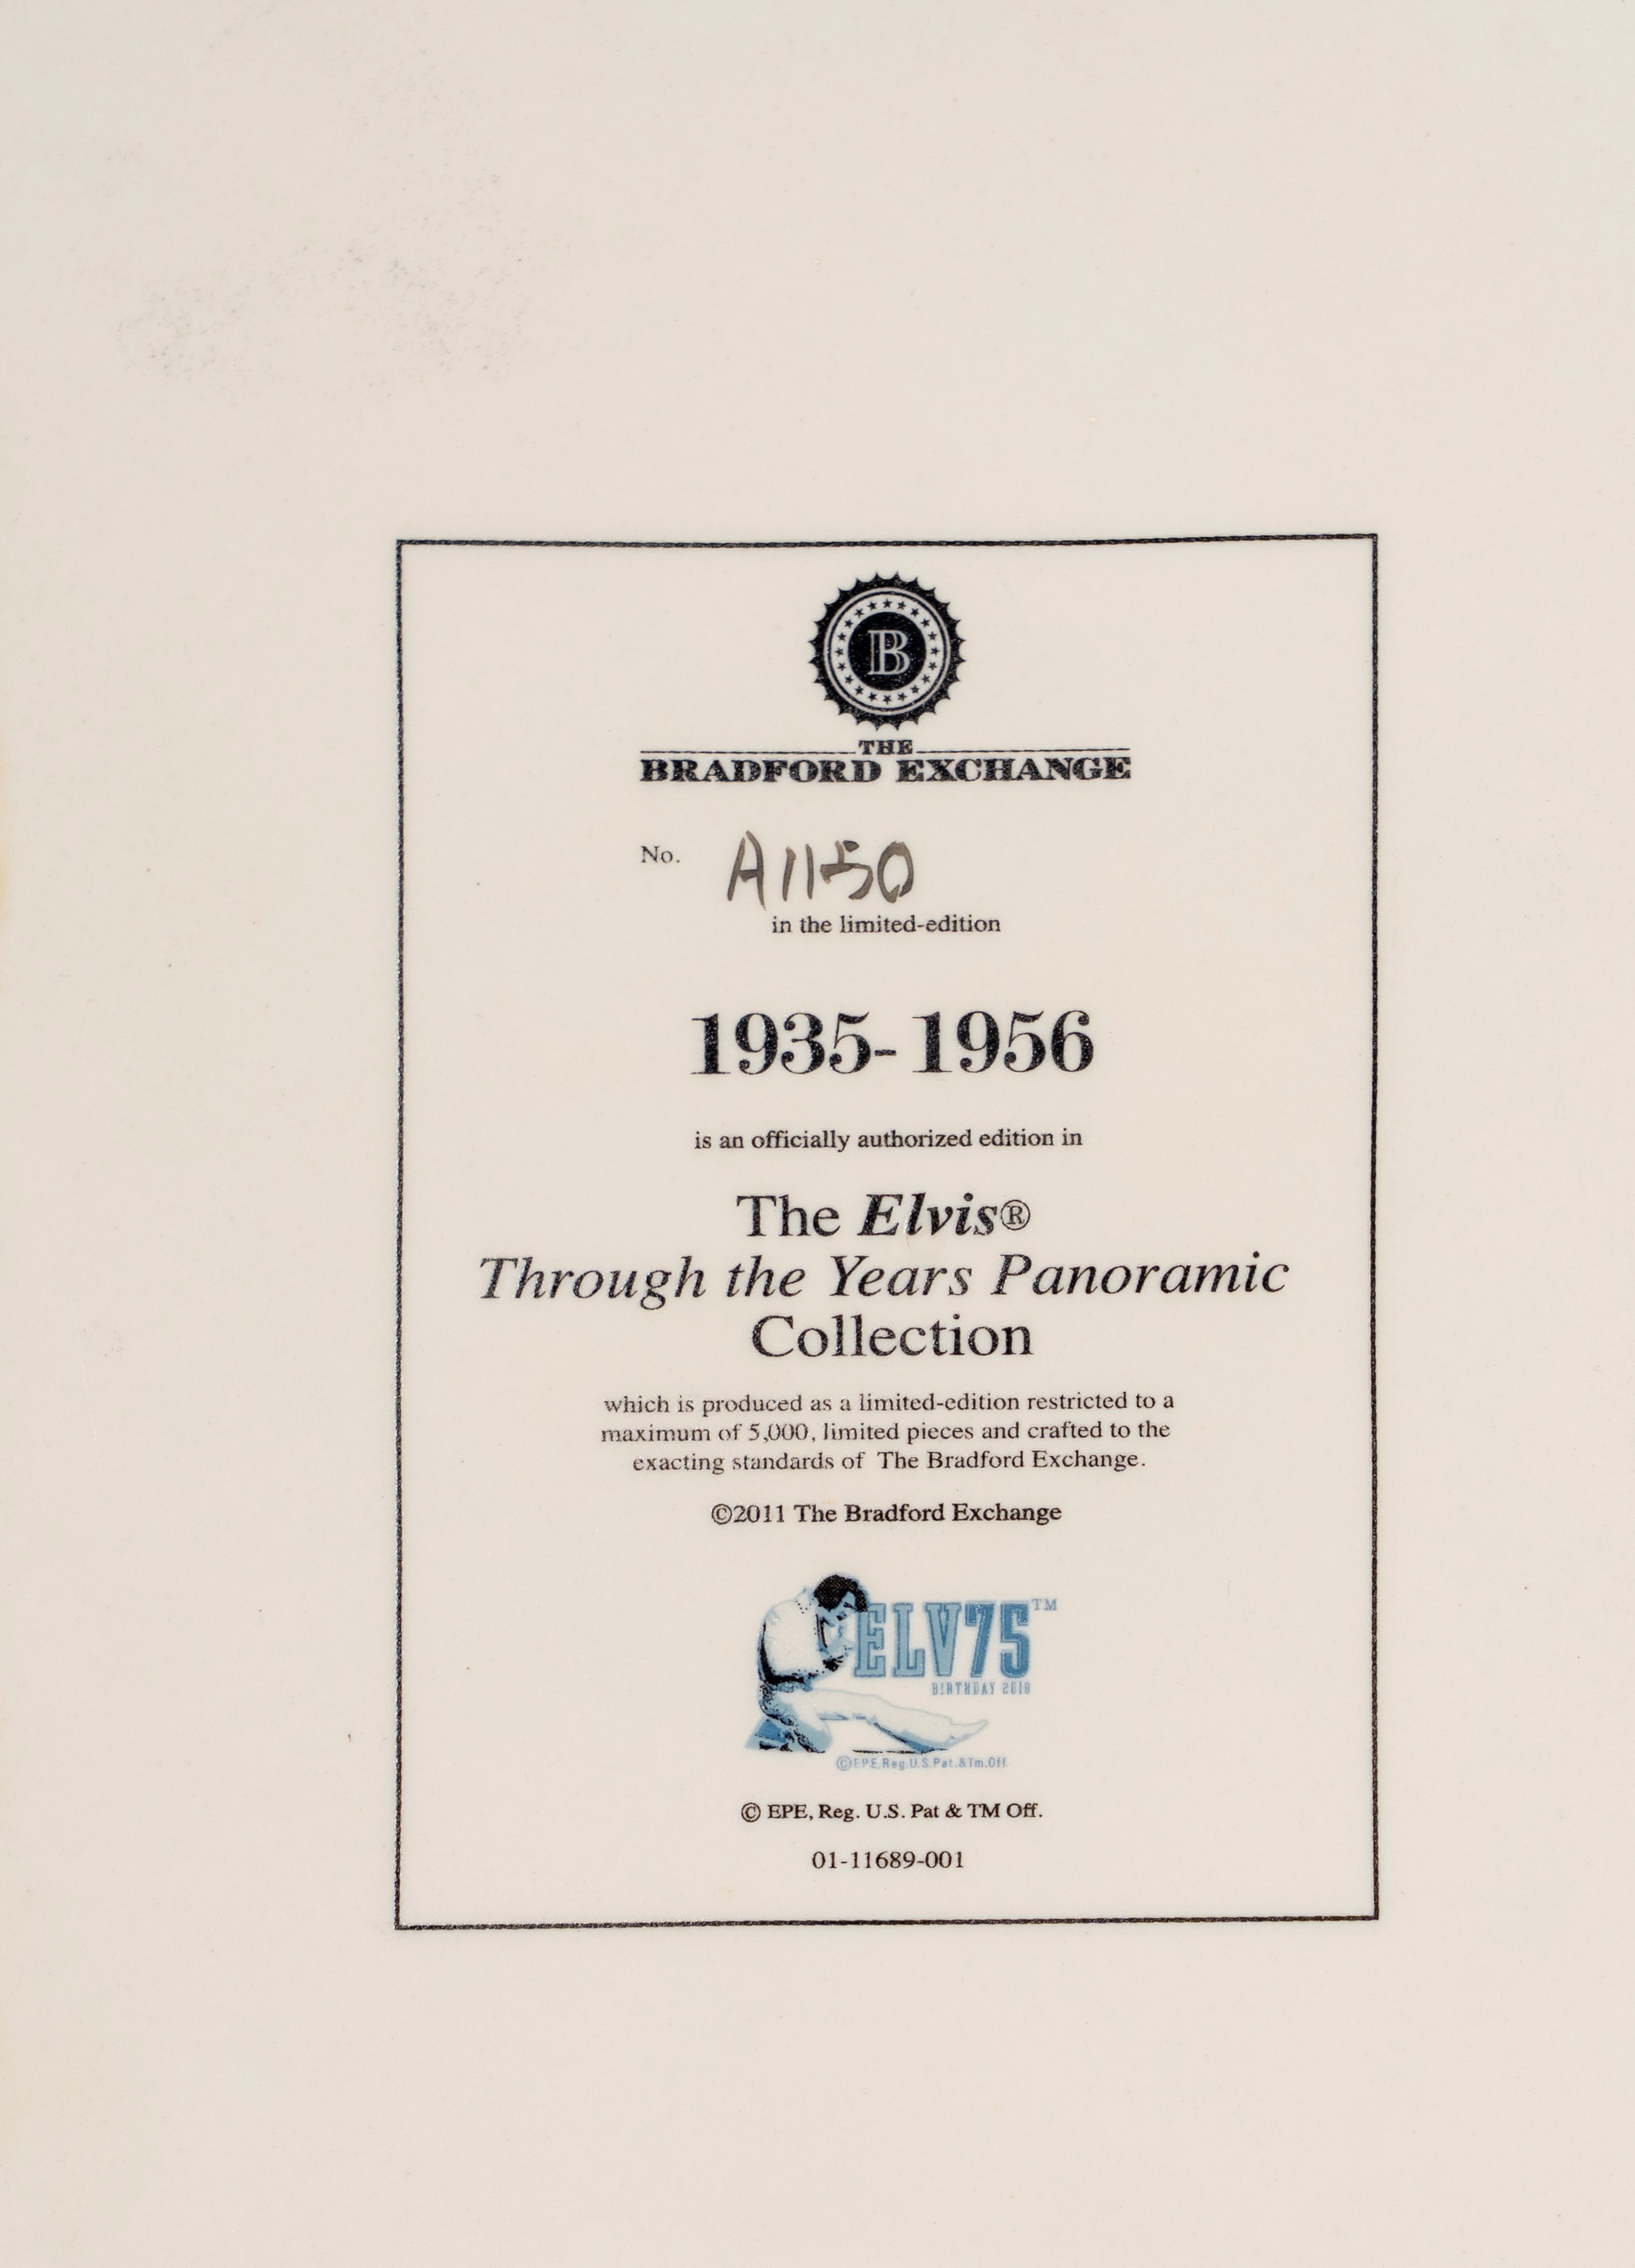 B
THE
BRADFORD EXCHANGE
No. A1150
in the limited-edition
1935-1956
is an officially authorized edition in
The Elvis®
Through the Years Panoramic
Collection
which is produced as a limited-edition restricted to a
maximum of 5,000, limited pieces and crafted to the
exacting standards of The Bradford Exchange.
©2011 The Bradford Exchange
ELV75™
BIRTHDAY 2010
©EPE,Reg.U.S.Pat.&Tm.Off.
© EPE, Reg. U.S. Pat & TM Off.
01-11689-001